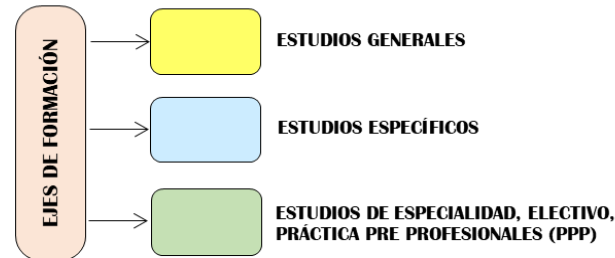 EJES DE FORMACIÓN
ESTUDIOS GENERALES
ESTUDIOS ESPECÍFICOS
ESTUDIOS DE ESPECIALIDAD, ELECTIVO,
PRÁCTICA PRE PROFESIONALES (PPP)